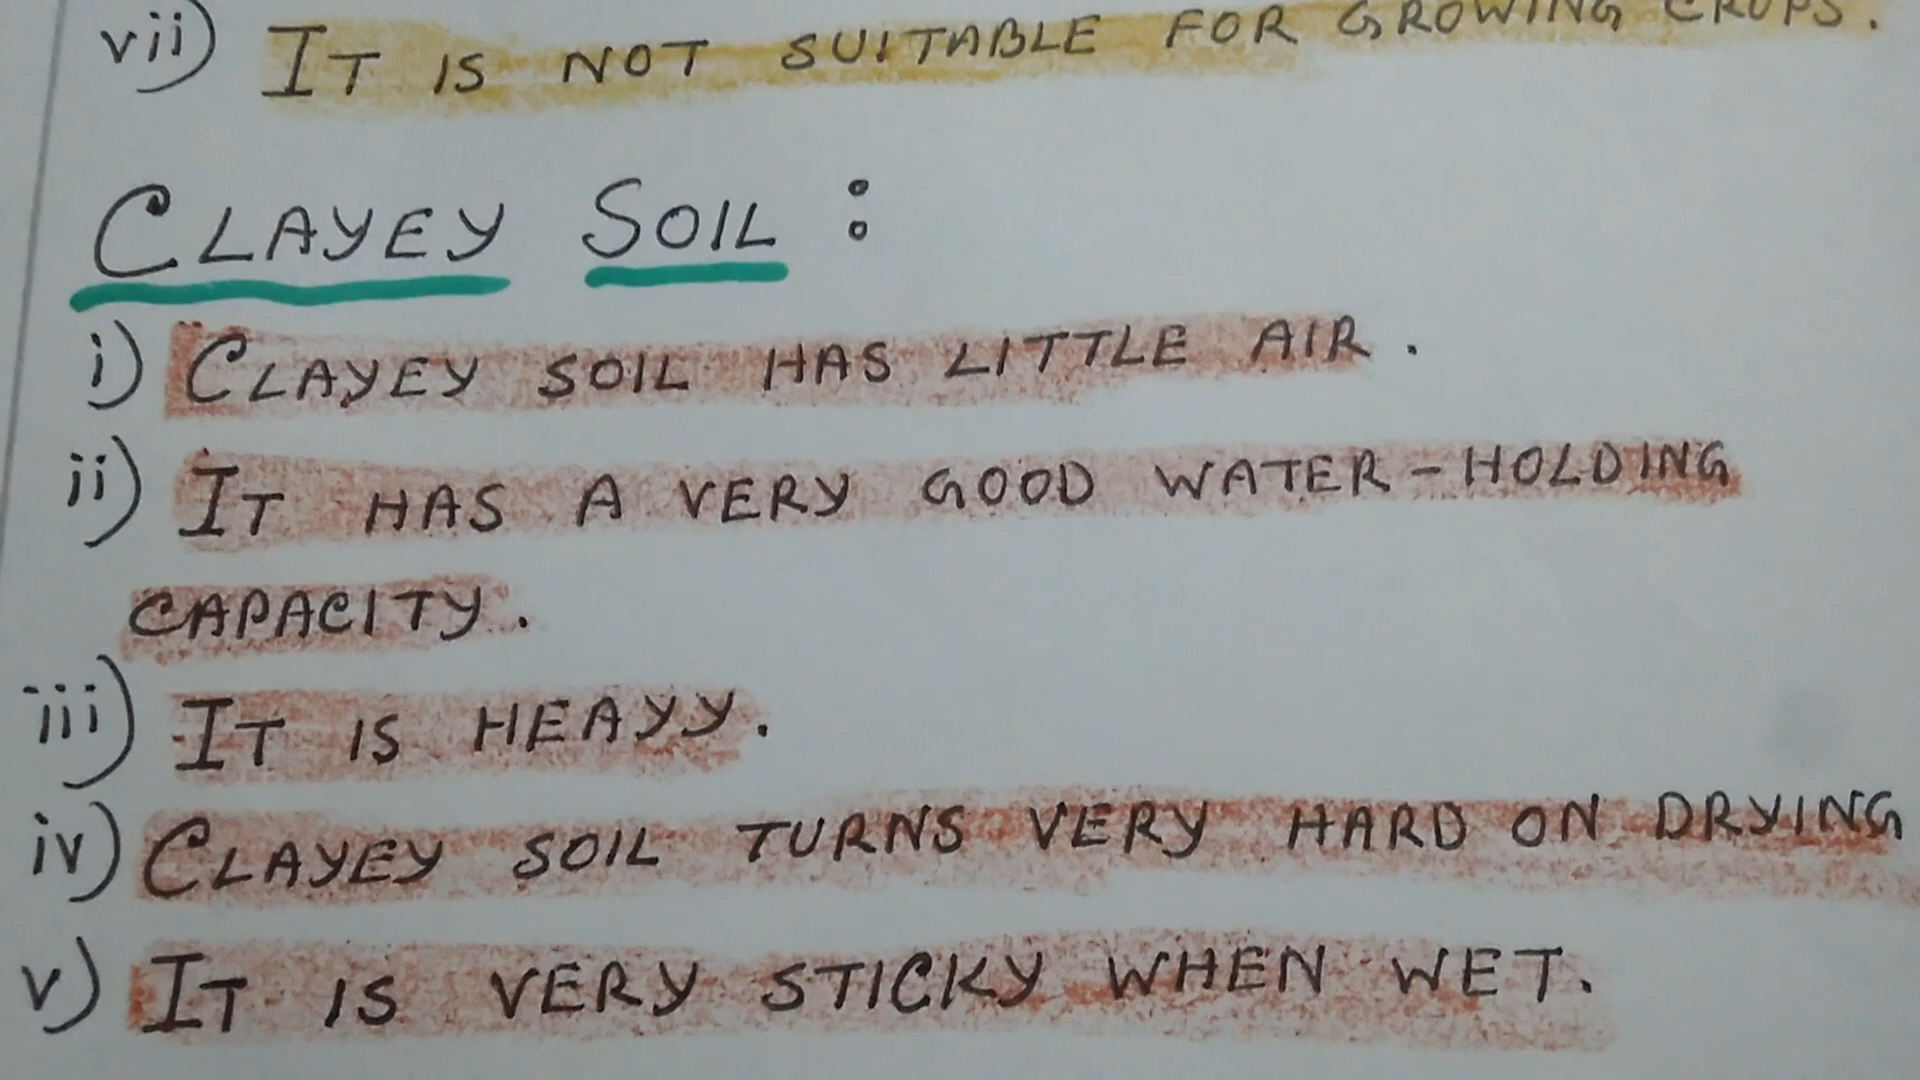 vii) IT IS NOT SUITABLE FOR GROWING CROPS.
CLAYEY SOIL :
i) CLAYEY SOIL HAS LITTLE AIR.
ii) IT HAS A VERY GOOD WATER-HOLDING
CAPACITY.
iii) IT IS HEAYY.
iv) CLAYEY SOIL TURNS VERY HARD ON DRYING
v) IT IS VERY STICKY WHEN WET.